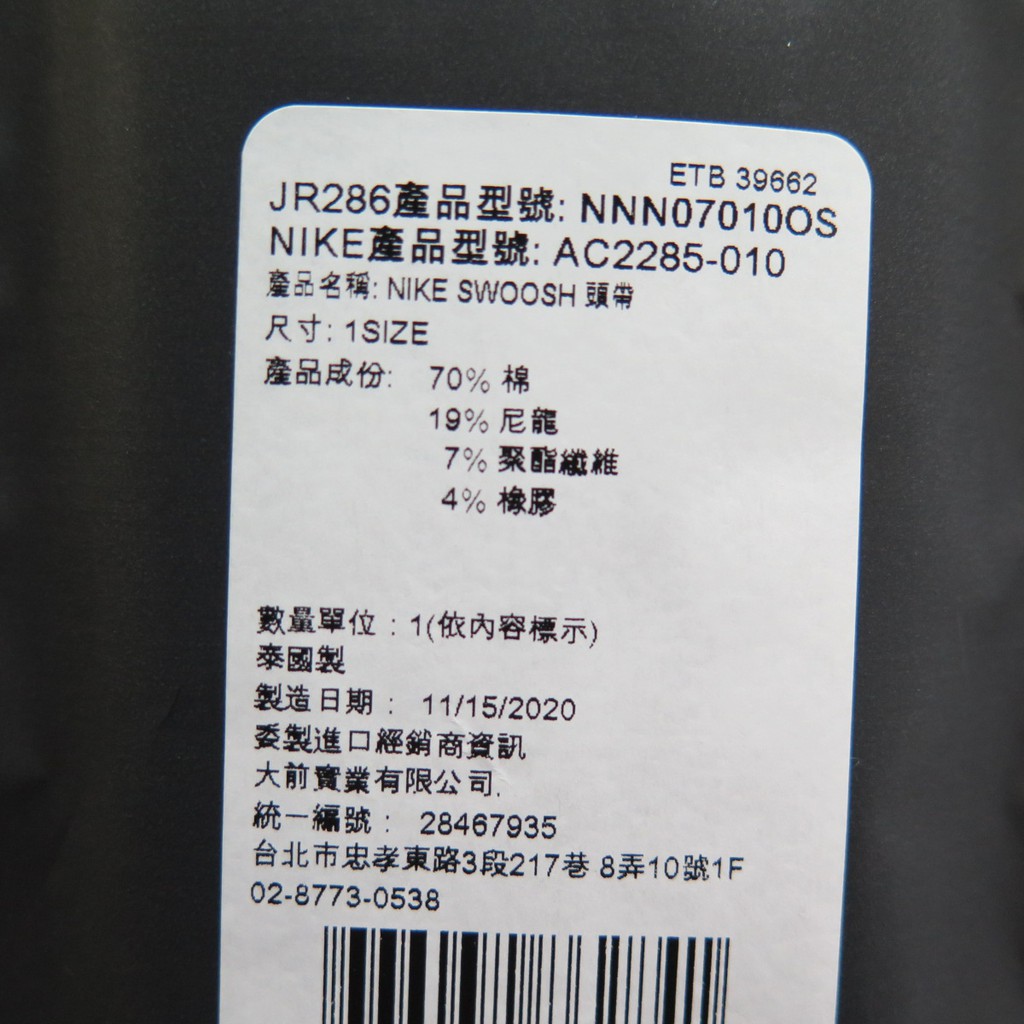 ETB 39662
JR286產品型號: NNN07010OS
NIKE產品型號: AC2285-010
產品名稱: NIKE SWOOSH 頭帶
尺寸: 1SIZE
產品成份: 70% 棉
19% 尼龍
7% 聚酯纖維
4% 橡膠
數量單位 : 1(依內容標示)
泰國製
製造日期 : 11/15/2020
委製進口經銷商資訊
大前實業有限公司.
統一編號 : 28467935
台北市忠孝東路3段217巷 8弄10號1F
02-8773-0538